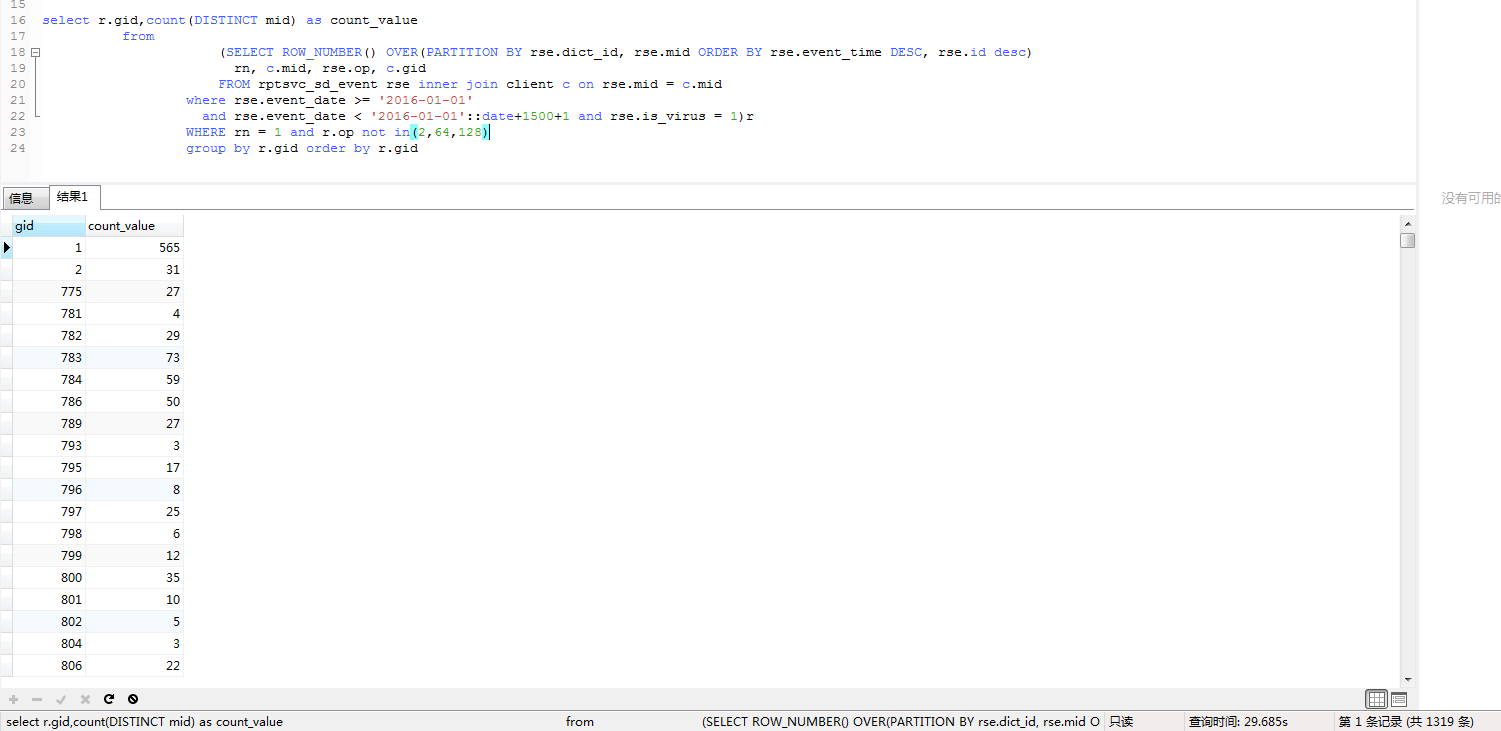 15
16 select r.gid,count(DISTINCT mid) as count_value
17 from
18 (SELECT ROW_NUMBER() OVER(PARTITION BY rse.dict_id, rse.mid ORDER BY rse.event_time DESC, rse.id desc)
19 rn, c.mid, rse.op, c.gid
20 FROM rptsvc_sd_event rse inner join client c on rse.mid = c.mid
21 where rse.event_date >= '2016-01-01'
22 and rse.event_date < '2016-01-01'::date+1500+1 and rse.is_virus = 1)r
23 WHERE rn = 1 and r.op not in(2,64,128)
24 group by r.gid order by r.gid
信息 结果1
没有可用的
gid count_value
1 565
2 31
775 27
781 4
782 29
783 73
784 59
786 50
789 27
793 3
795 17
796 8
797 25
798 6
799 12
800 35
801 10
802 5
804 3
806 22
select r.gid,count(DISTINCT mid) as count_value from (SELECT ROW_NUMBER() OVER(PARTITION BY rse.dict_id, rse.mid O 只读 查询时间: 29.685s 第 1 条记录 (共 1319 条)